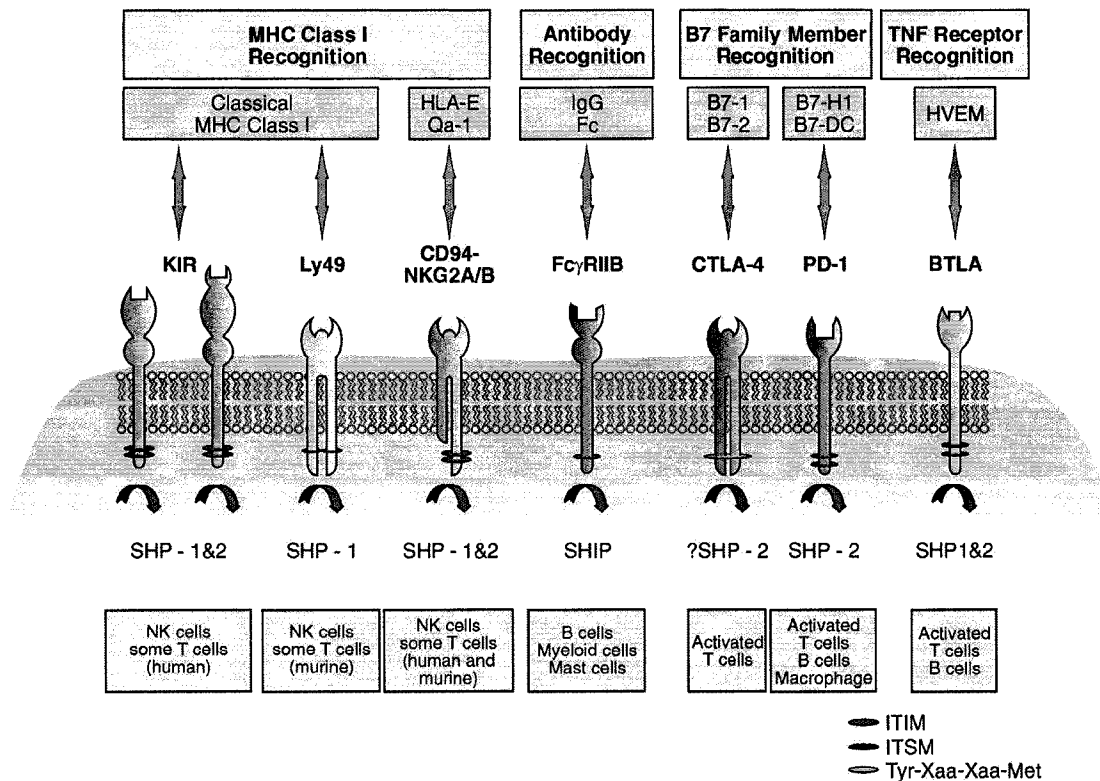 MHC Class I
Recognition
Antibody
Recognition
B7 Family Member
Recognition
TNF Receptor
Recognition
Classical
MHC Class I
HLA-E
Qa-1
IgG
Fc
B7-1
B7-2
B7-H1
B7-DC
HVEM
KIR
Ly49
CD94-
NKG2A/B
FcγRIIB
CTLA-4
PD-1
BTLA
SHP - 1&2
SHP - 1
SHP - 1&2
SHIP
?SHP - 2
SHP - 2
SHP1&2
NK cells
some T cells
(human)
NK cells
some T cells
(murine)
NK cells
some T cells
(human and
murine)
B cells
Myeloid cells
Mast cells
Activated
T cells
Activated
T cells
B cells
Macrophage
Activated
T cells
B cells
ITIM
ITSM
Tyr-Xaa-Xaa-Met